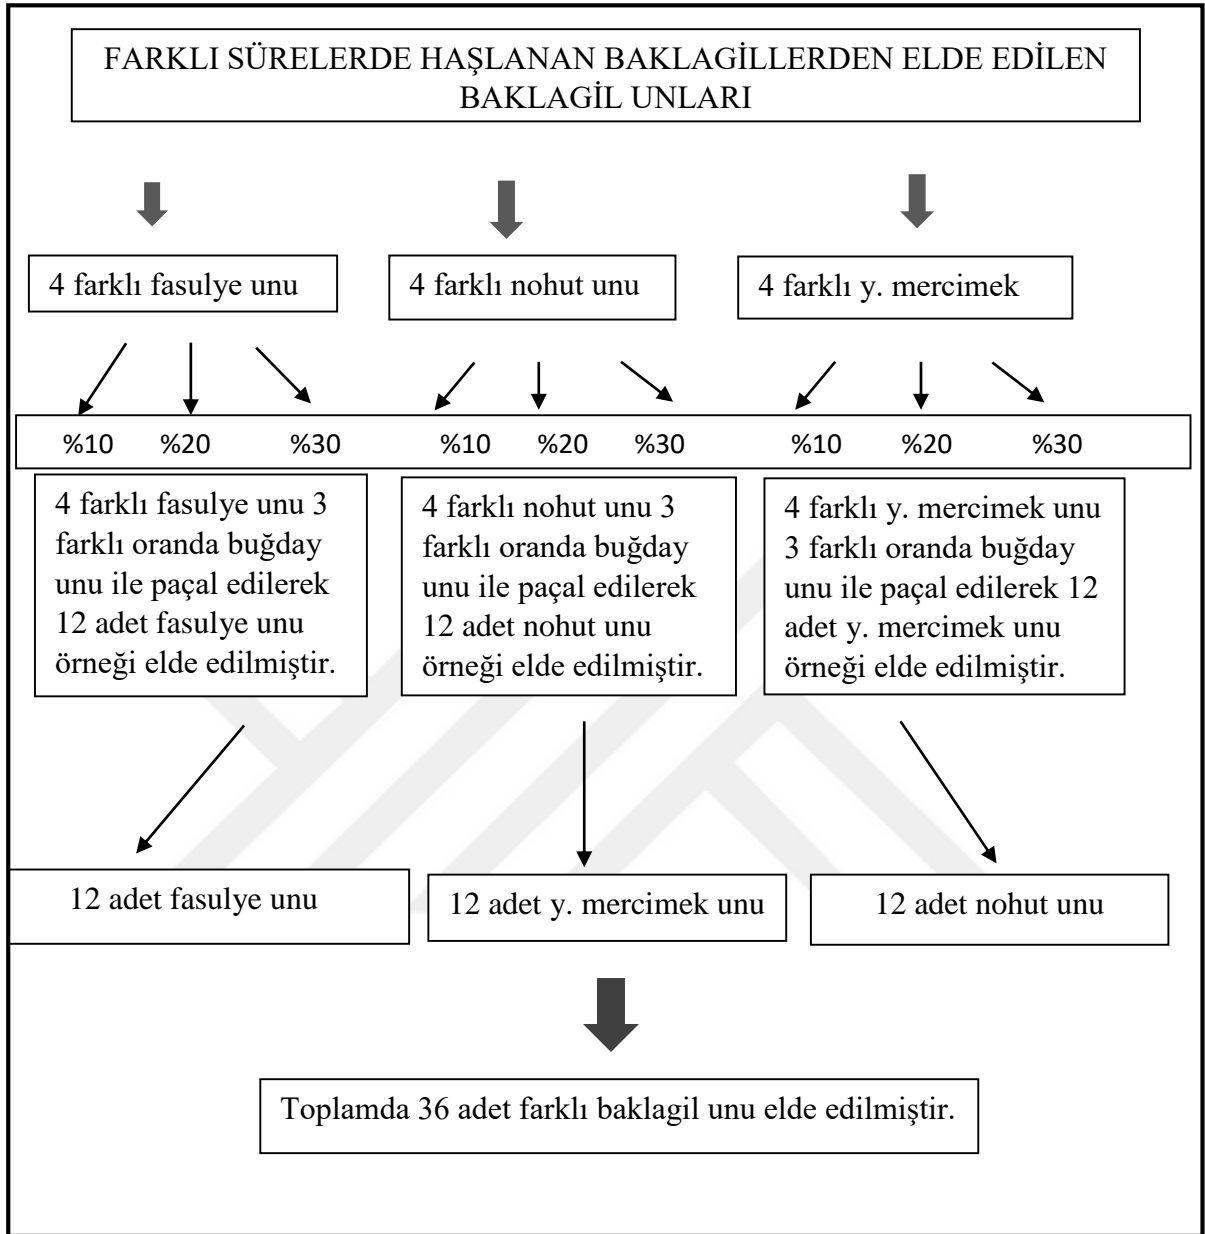 FARKLI SÜRELERDE HAŞLANAN BAKLAGİLLERDEN ELDE EDİLEN
BAKLAGİL UNLARI
4 farklı fasulye unu
4 farklı nohut unu
4 farklı y. mercimek
%10 %20 %30 %10 %20 %30 %10 %20 %30
4 farklı fasulye unu 3
farklı oranda buğday
unu ile paçal edilerek
12 adet fasulye unu
örneği elde edilmiştir.
4 farklı nohut unu 3
farklı oranda buğday
unu ile paçal edilerek
12 adet nohut unu
örneği elde edilmiştir.
4 farklı y. mercimek unu
3 farklı oranda buğday
unu ile paçal edilerek 12
adet y. mercimek unu
örneği elde edilmiştir.
12 adet fasulye unu
12 adet y. mercimek unu
12 adet nohut unu
Toplamda 36 adet farklı baklagil unu elde edilmiştir.